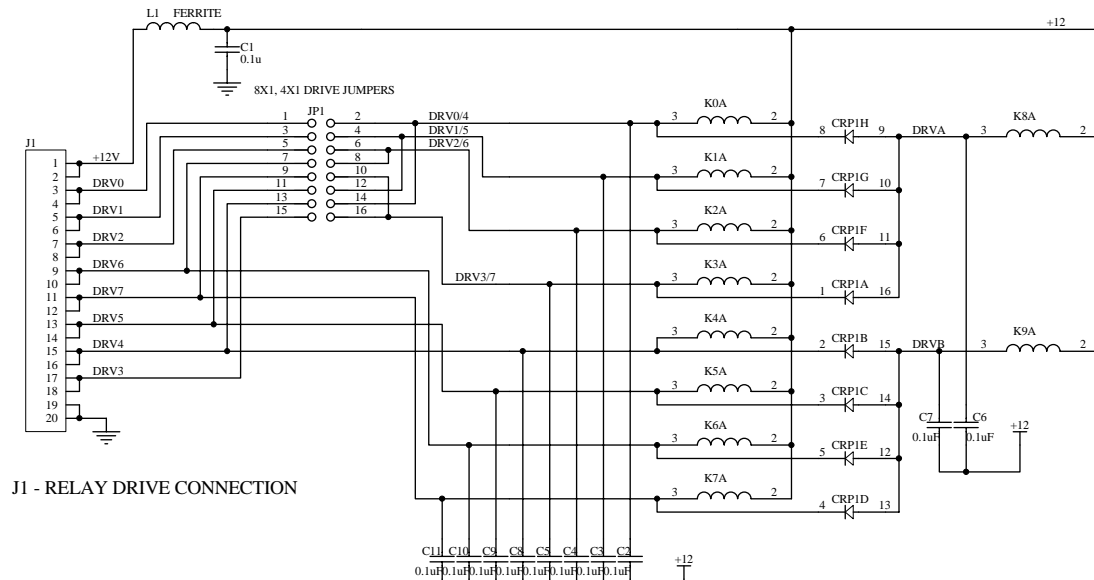 L1 FERRITE
+12
C1
0.1u
8X1, 4X1 DRIVE JUMPERS
JP1
1 2 DRV0/4
3 4 DRV1/5
5 6 DRV2/6
7 8
9 10
11 12
13 14
15 16
DRV3/7
J1
1 +12V
2
3 DRV0
4
5 DRV1
6
7 DRV2
8
9 DRV6
10
11 DRV7
12
13 DRV5
14
15 DRV4
16
17 DRV3
18
19
20
J1 - RELAY DRIVE CONNECTION
3 K0A 2
8 CRP1H 9 DRVA 3 K8A 2
3 K1A 2
7 CRP1G 10
3 K2A 2
6 CRP1F 11
3 K3A 2
1 CRP1A 16
3 K4A 2
2 CRP1B 15 DRVB 3 K9A 2
3 K5A 2
3 CRP1C 14
3 K6A 2
5 CRP1E 12
3 K7A 2
4 CRP1D 13
C7 C6 +12
0.1uF 0.1uF
C11 C10 C9 C8 C5 C4 C3 C2 +12
0.1uF 0.1uF 0.1uF 0.1uF 0.1uF 0.1uF 0.1uF 0.1uF